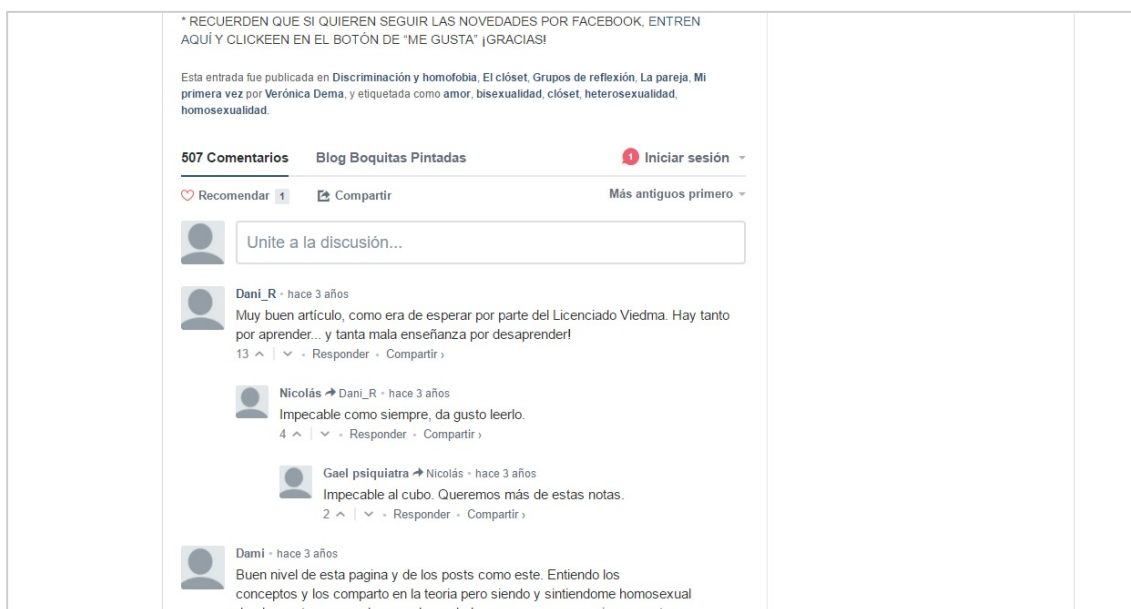 * RECUERDEN QUE SI QUIEREN SEGUIR LAS NOVEDADES POR FACEBOOK, ENTREN
AQUÍ Y CLICKEEN EN EL BOTÓN DE “ME GUSTA” ¡GRACIAS!
Esta entrada fue publicada en Discriminación y homofobia, El clóset, Grupos de reflexión, La pareja, Mi
primera vez por Verónica Dema, y etiquetada como amor, bisexualidad, clóset, heterosexualidad,
homosexualidad.
507 Comentarios Blog Boquitas Pintadas 1 Iniciar sesión
Recomendar 1 Compartir Más antiguos primero
Unite a la discusión...
Dani_R • hace 3 años
Muy buen artículo, como era de esperar por parte del Licenciado Viedma. Hay tanto
por aprender... y tanta mala enseñanza por desaprender!
13 • Responder • Compartir ›
Nicolás Dani_R • hace 3 años
Impecable como siempre, da gusto leerlo.
4 • Responder • Compartir ›
Gael psiquiatra Nicolás • hace 3 años
Impecable al cubo. Queremos más de estas notas.
2 • Responder • Compartir ›
Dami • hace 3 años
Buen nivel de esta pagina y de los posts como este. Entiendo los
conceptos y los comparto en la teoria pero siendo y sintiendome homosexual